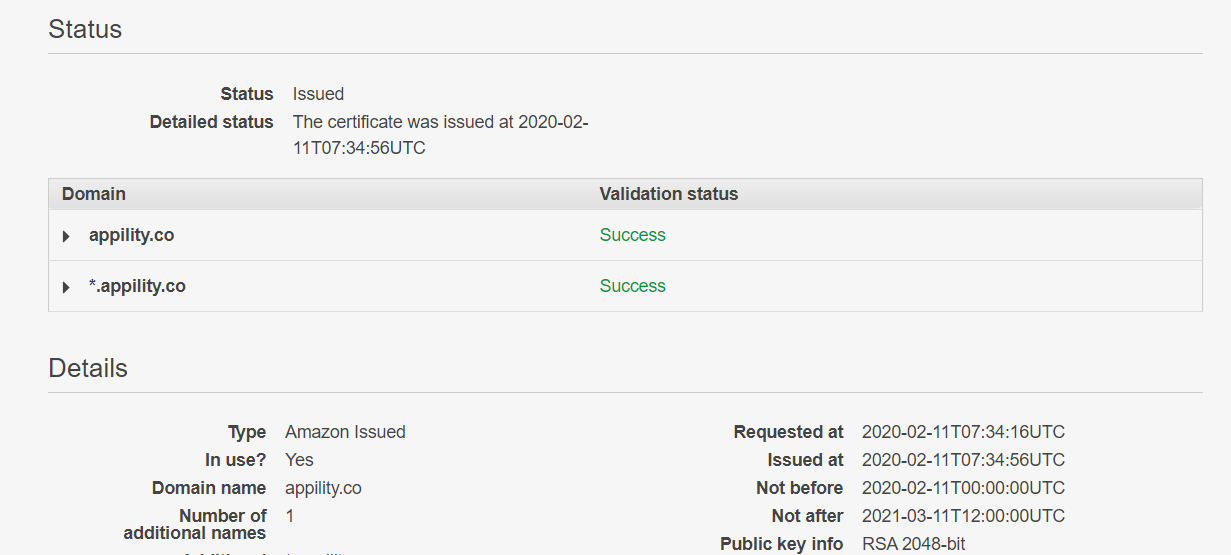 Status
Status Issued
Detailed status The certificate was issued at 2020-02-
11T07:34:56UTC
Domain Validation status
appility.co Success
*.appility.co Success
Details
Type Amazon Issued
In use? Yes
Domain name appility.co
Number of 1
additional names
Requested at 2020-02-11T07:34:16UTC
Issued at 2020-02-11T07:34:56UTC
Not before 2020-02-11T00:00:00UTC
Not after 2021-03-11T12:00:00UTC
Public key info RSA 2048-bit